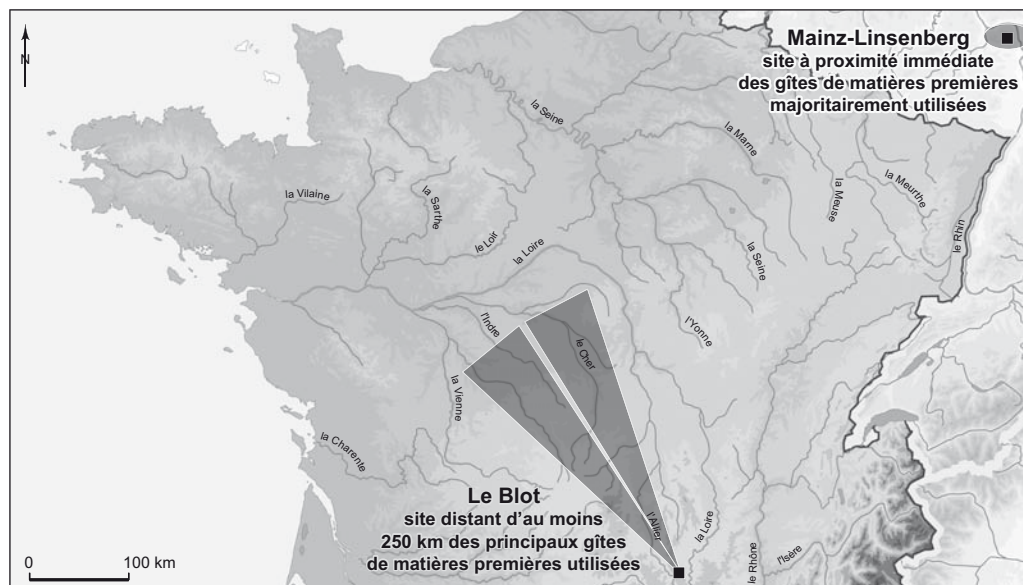 N
Mainz-Linsenberg
site à proximité immédiate
des gîtes de matières premières
majoritairement utilisées
la Seine
la Marne
la Meuse
la Meurthe
le Rhin
la Vilaine
la Sarthe
le Loir
la Loire
la Seine
l'Yonne
l'Indre
le Cher
la Vienne
la Charente
Le Blot
site distant d'au moins
250 km des principaux gîtes
de matières premières utilisées
l'Allier
la Loire
le Rhône
l'Isère
0 100 km